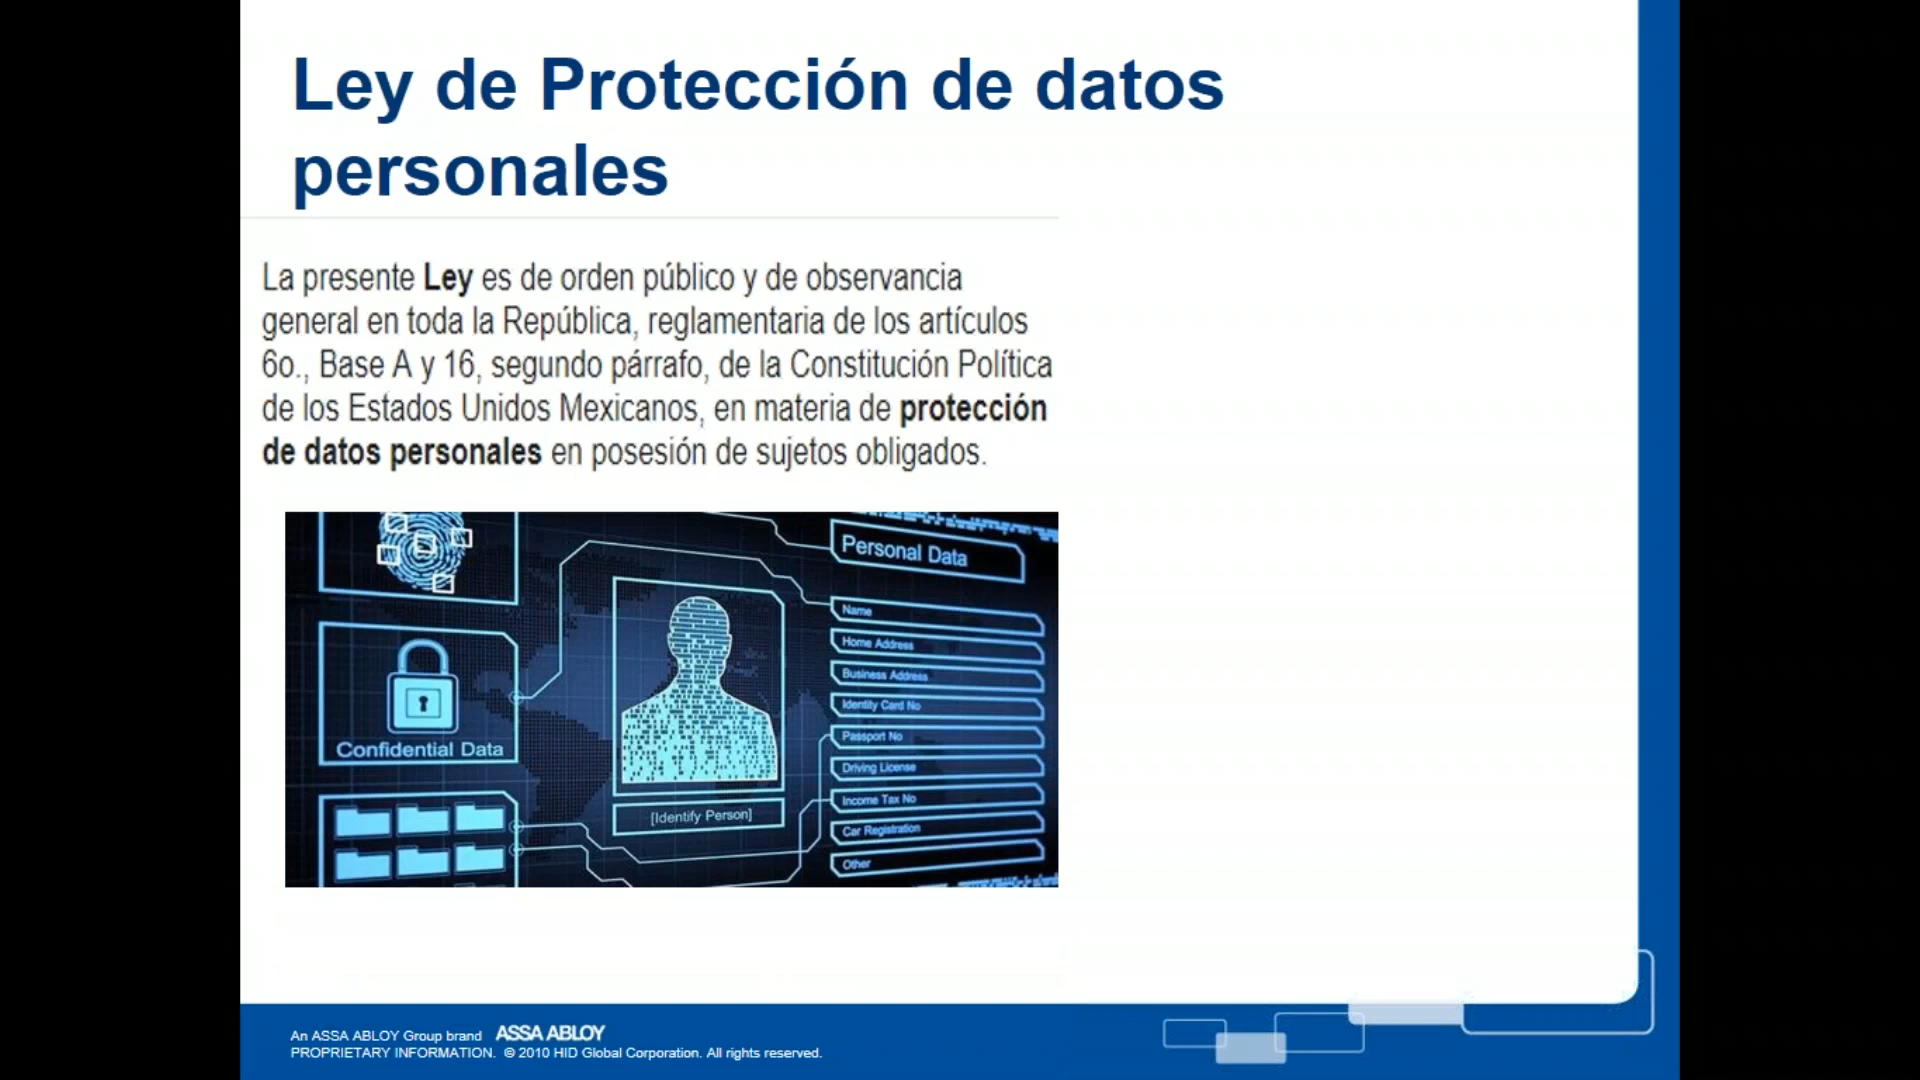 Ley de Protección de datos
personales
La presente Ley es de orden público y de observancia
general en toda la República, reglamentaria de los artículos
6o., Base A y 16, segundo párrafo, de la Constitución Política
de los Estados Unidos Mexicanos, en materia de protección
de datos personales en posesión de sujetos obligados.
Personal Data
Name
Home Address
Business Address
Identity Card No
Passport No
Driving License
Income Tax No
Car Registration
Other
Confidential Data
[Identify Person]
An ASSA ABLOY Group brand ASSA ABLOY
PROPRIETARY INFORMATION. © 2010 HID Global Corporation. All rights reserved.